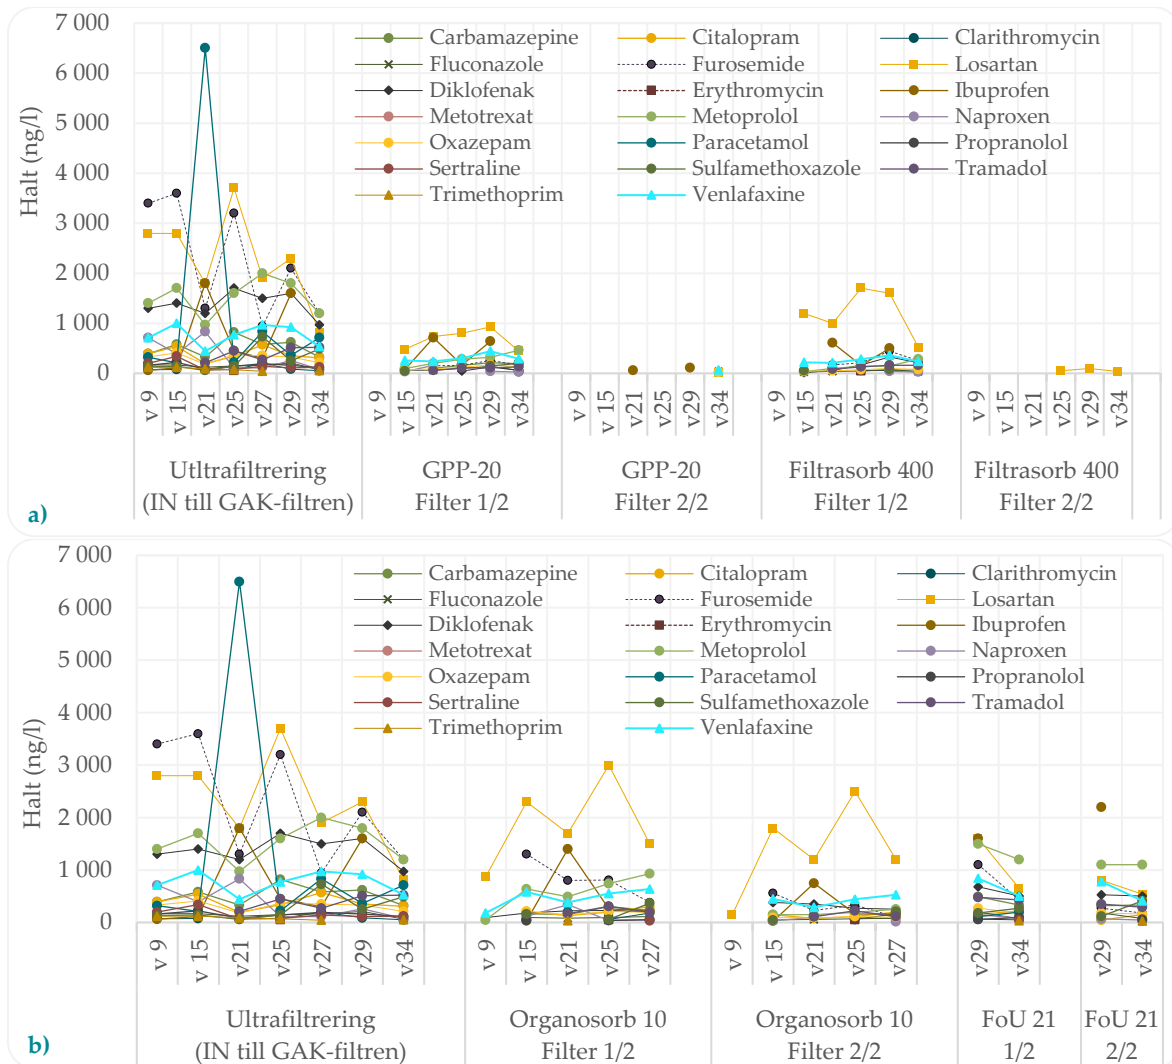 7 000
6 000
5 000
4 000
3 000
2 000
1 000
0
Halt (ng/l)
Carbamazepine Citalopram Clarithromycin
Fluconazole Furosemide Losartan
Diklofenak Erythromycin Ibuprofen
Metotrexat Metoprolol Naproxen
Oxazepam Paracetamol Propranolol
Sertraline Sulfamethoxazole Tramadol
Trimethoprim Venlafaxine
v 9 v 15 v21 v25 v27 v29 v34 v 9 v 15 v21 v25 v29 v34 v 9 v 15 v21 v25 v29 v34 v 9 v 15 v21 v25 v29 v34 v 9 v 15 v21 v25 v29 v34
Utltrafiltrering GPP-20 GPP-20 Filtrasorb 400 Filtrasorb 400
(IN till GAK-filtren) Filter 1/2 Filter 2/2 Filter 1/2 Filter 2/2
a)
7 000
6 000
5 000
4 000
3 000
2 000
1 000
0
Halt (ng/l)
Carbamazepine Citalopram Clarithromycin
Fluconazole Furosemide Losartan
Diklofenak Erythromycin Ibuprofen
Metotrexat Metoprolol Naproxen
Oxazepam Paracetamol Propranolol
Sertraline Sulfamethoxazole Tramadol
Trimethoprim Venlafaxine
v 9 v 15 v21 v25 v27 v29 v34 v 9 v 15 v21 v25 v27 v 9 v 15 v21 v25 v27 v29 v34 v29 v34
Ultrafiltrering Organosorb 10 Organosorb 10 FoU 21 FoU 21
(IN till GAK-filtren) Filter 1/2 Filter 2/2 1/2 2/2
b)